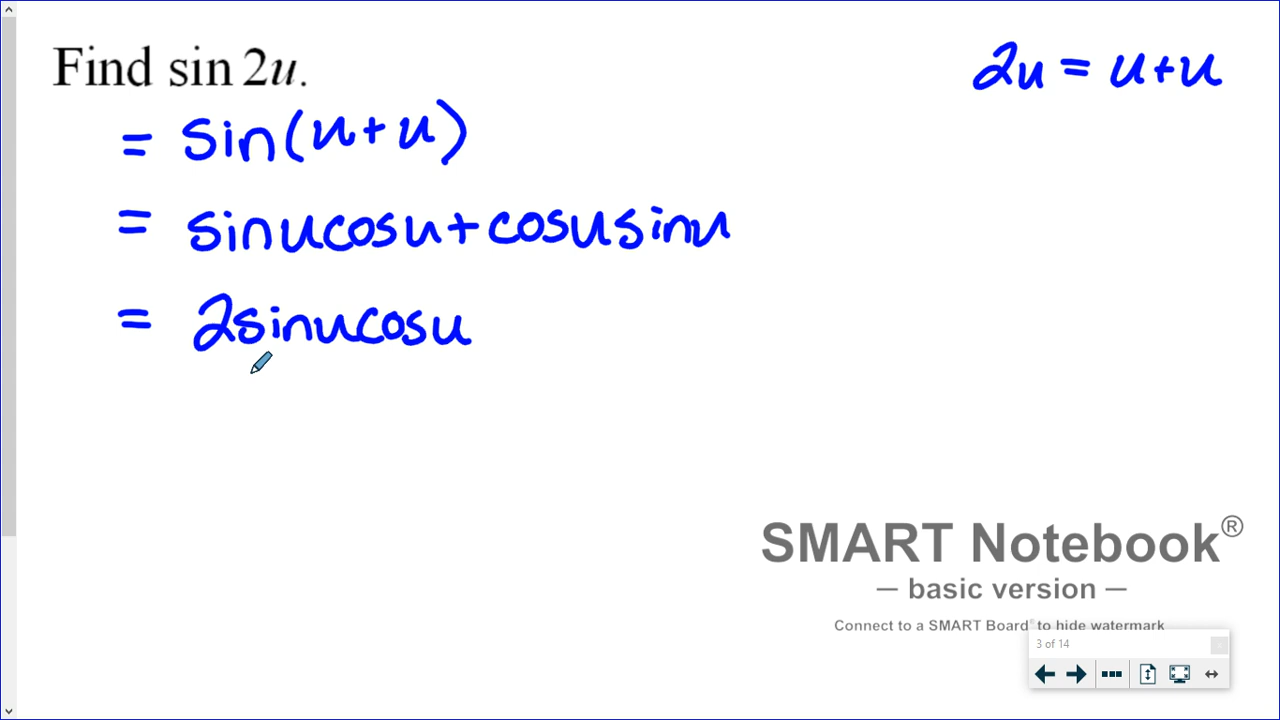 Find sin 2u.
2u = u+u
= sin(u+u)
= sinucosu+cosusinu
= 2sinucosu
SMART Notebook®
— basic version —
Connect to a SMART Board® to hide watermark
3 of 14